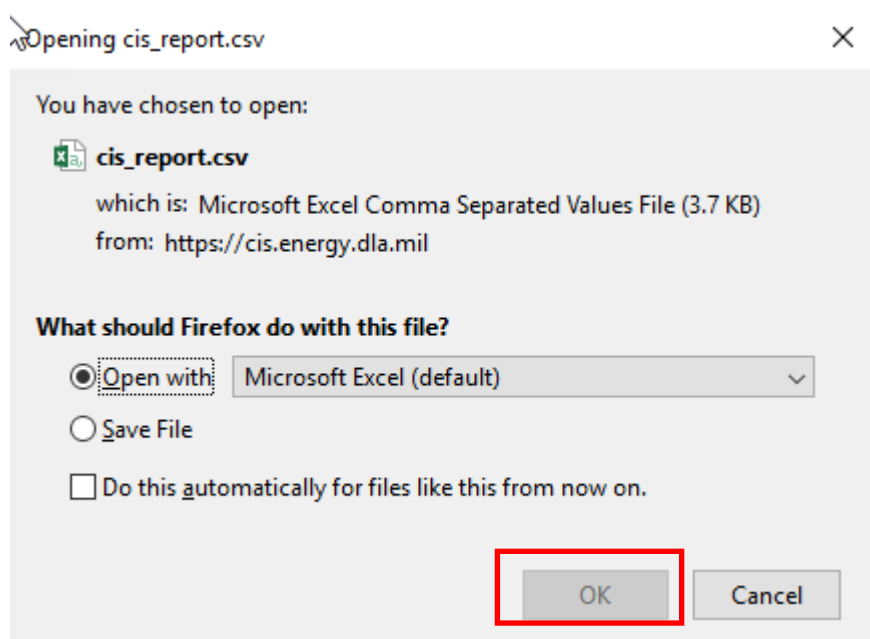 Opening cis_report.csv
You have chosen to open:
cis_report.csv
which is: Microsoft Excel Comma Separated Values File (3.7 KB)
from: https://cis.energy.dla.mil
What should Firefox do with this file?
Open with Microsoft Excel (default)
Save File
Do this automatically for files like this from now on.
OK Cancel